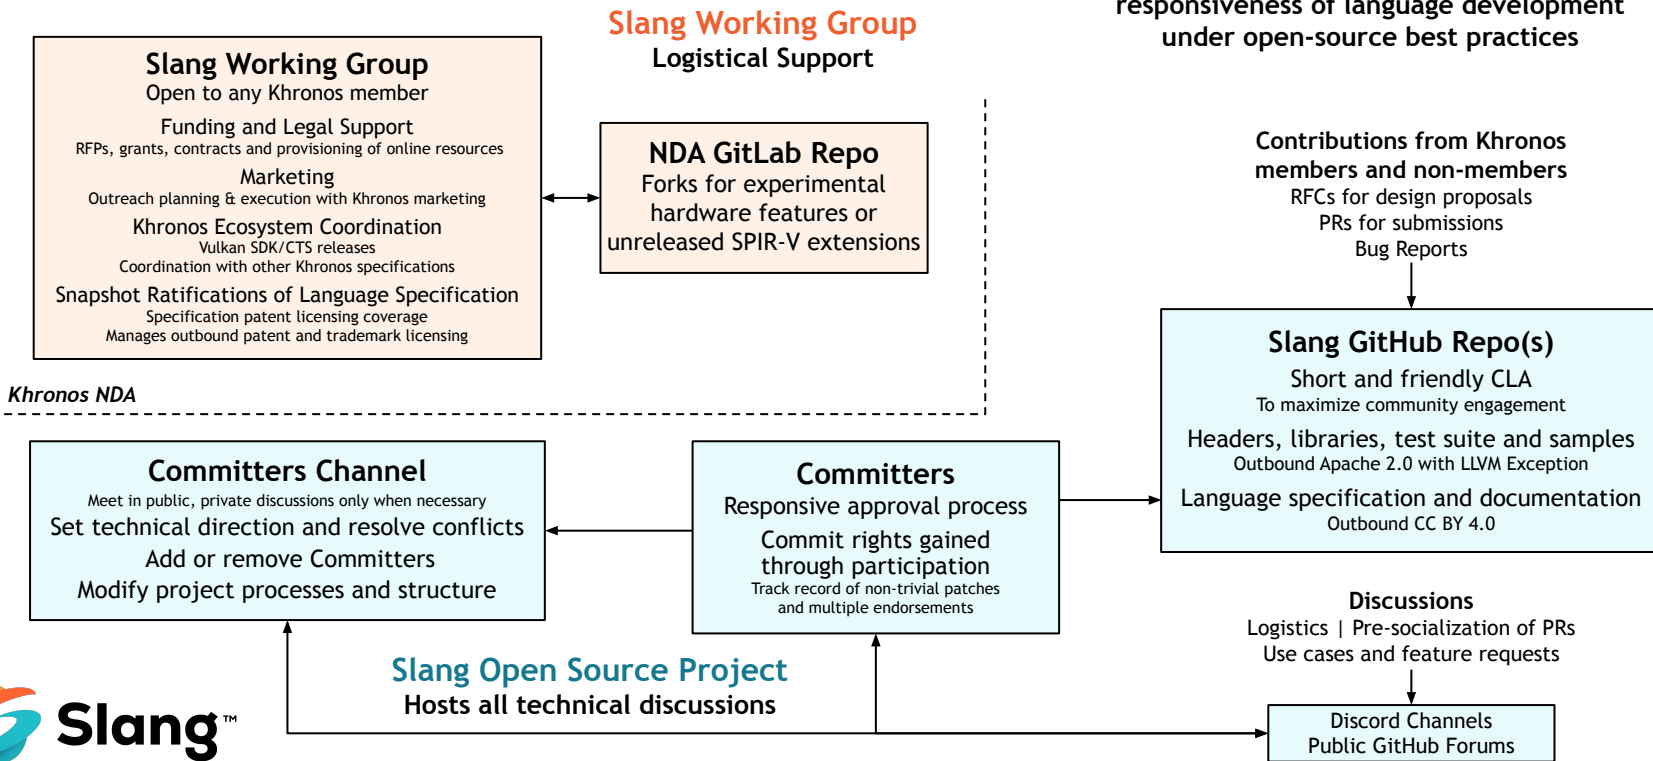 responsiveness of language development
under open-source best practices
Slang Working Group
Logistical Support
Slang Working Group
Open to any Khronos member
Funding and Legal Support
RFPs, grants, contracts and provisioning of online resources
Marketing
Outreach planning & execution with Khronos marketing
Khronos Ecosystem Coordination
Vulkan SDK/CTS releases
Coordination with other Khronos specifications
Snapshot Ratifications of Language Specification
Specification patent licensing coverage
Manages outbound patent and trademark licensing
NDA GitLab Repo
Forks for experimental
hardware features or
unreleased SPIR-V extensions
Khronos NDA
Contributions from Khronos
members and non-members
RFCs for design proposals
PRs for submissions
Bug Reports
Slang GitHub Repo(s)
Short and friendly CLA
To maximize community engagement
Headers, libraries, test suite and samples
Outbound Apache 2.0 with LLVM Exception
Language specification and documentation
Outbound CC BY 4.0
Committers Channel
Meet in public, private discussions only when necessary
Set technical direction and resolve conflicts
Add or remove Committers
Modify project processes and structure
Committers
Responsive approval process
Commit rights gained
through participation
Track record of non-trivial patches
and multiple endorsements
Discussions
Logistics | Pre-socialization of PRs
Use cases and feature requests
Discord Channels
Public GitHub Forums
Slang Open Source Project
Hosts all technical discussions
Slang™